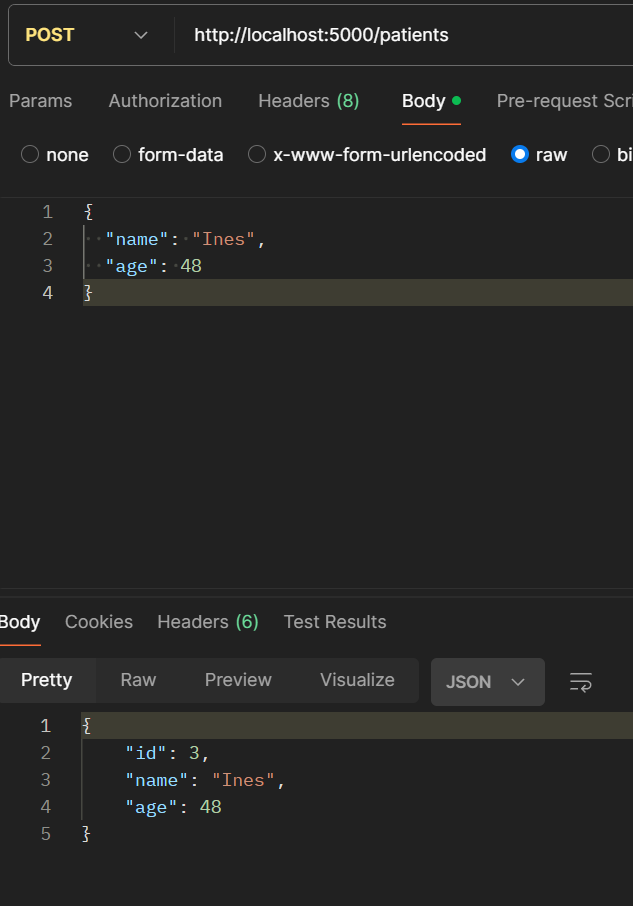 POST http://localhost:5000/patients
Params Authorization Headers (8) Body Pre-request Scri
none form-data x-www-form-urlencoded raw bi
1 {
2 "name": "Ines",
3 "age": 48
4 }
Body Cookies Headers (6) Test Results
Pretty Raw Preview Visualize JSON
1 {
2 "id": 3,
3 "name": "Ines",
4 "age": 48
5 }